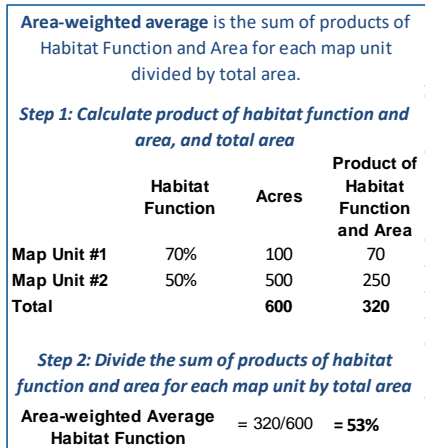 Area-weighted average is the sum of products of
Habitat Function and Area for each map unit
divided by total area.
Step 1: Calculate product of habitat function and
area, and total area
Habitat
Function
Acres
Product of
Habitat
Function
and Area
Map Unit #1 70% 100 70
Map Unit #2 50% 500 250
Total 600 320
Step 2: Divide the sum of products of habitat
function and area for each map unit by total area
Area-weighted Average
Habitat Function
= 320/600 = 53%